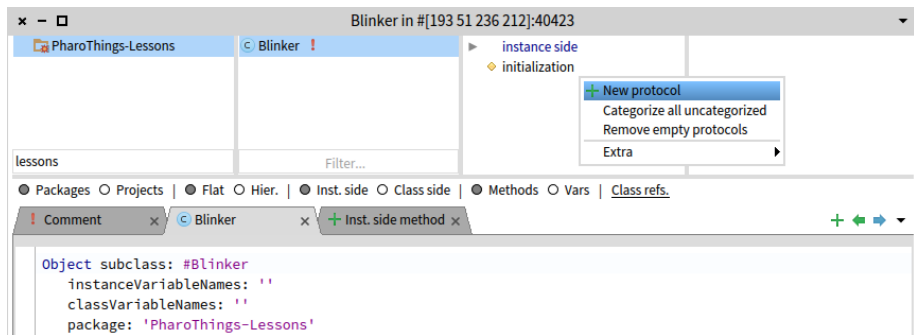 Blinker in #[193 51 236 212]:40423
PharoThings-Lessons
Blinker !
instance side
initialization
New protocol
Categorize all uncategorized
Remove empty protocols
Extra
lessons
Filter...
Packages Projects | Flat Hier. | Inst. side Class side | Methods Vars | Class refs.
! Comment x C Blinker x + Inst. side method x
Object subclass: #Blinker
instanceVariableNames: ''
classVariableNames: ''
package: 'PharoThings-Lessons'